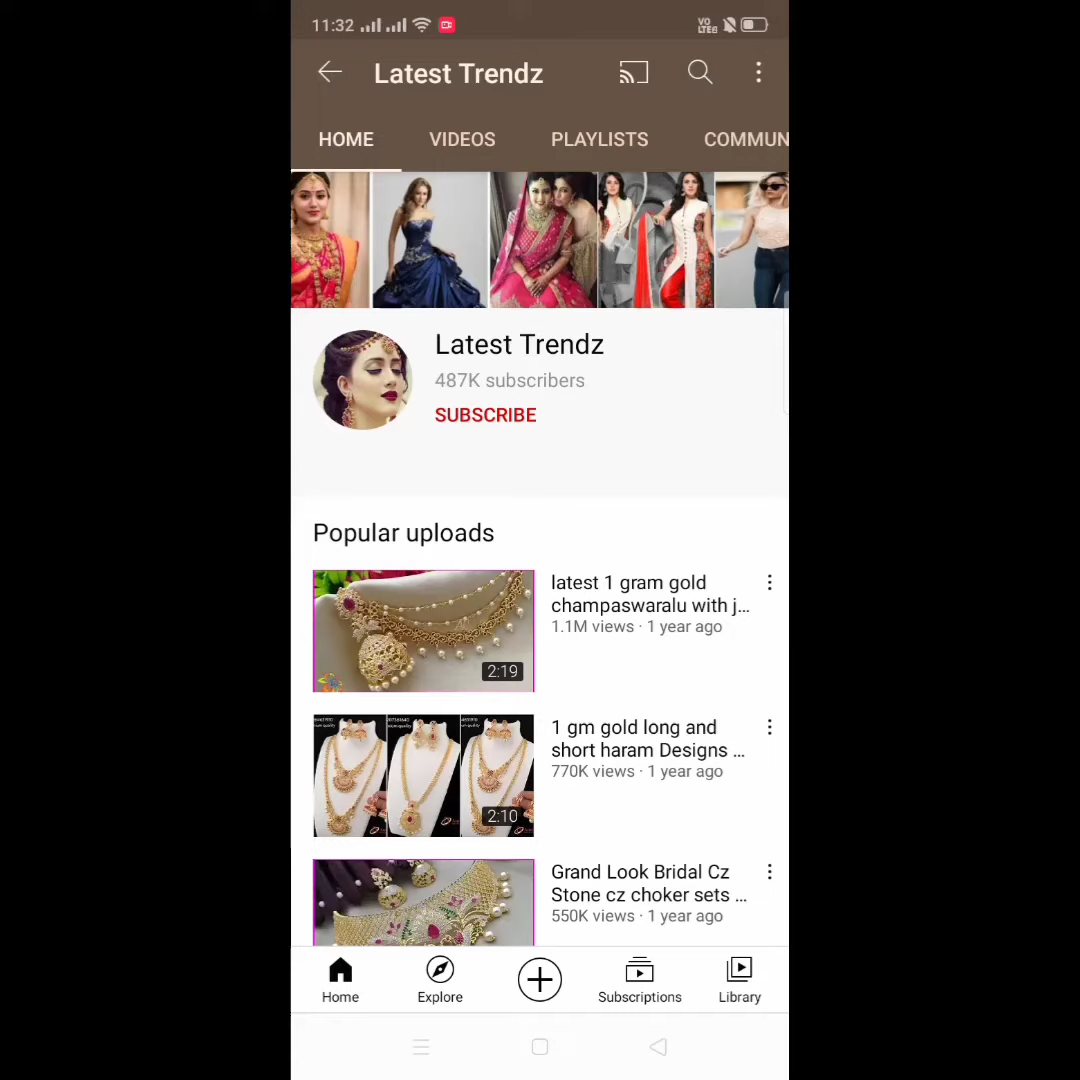 11:32
VO
LTE
Latest Trendz
HOME VIDEOS PLAYLISTS COMMUN
Latest Trendz
487K subscribers
SUBSCRIBE
Popular uploads
latest 1 gram gold
champaswaralu with j...
1.1M views · 1 year ago
2:19
1 gm gold long and
short haram Designs ...
770K views · 1 year ago
2:10
Grand Look Bridal Cz
Stone cz choker sets ...
550K views · 1 year ago
Home Explore Subscriptions Library